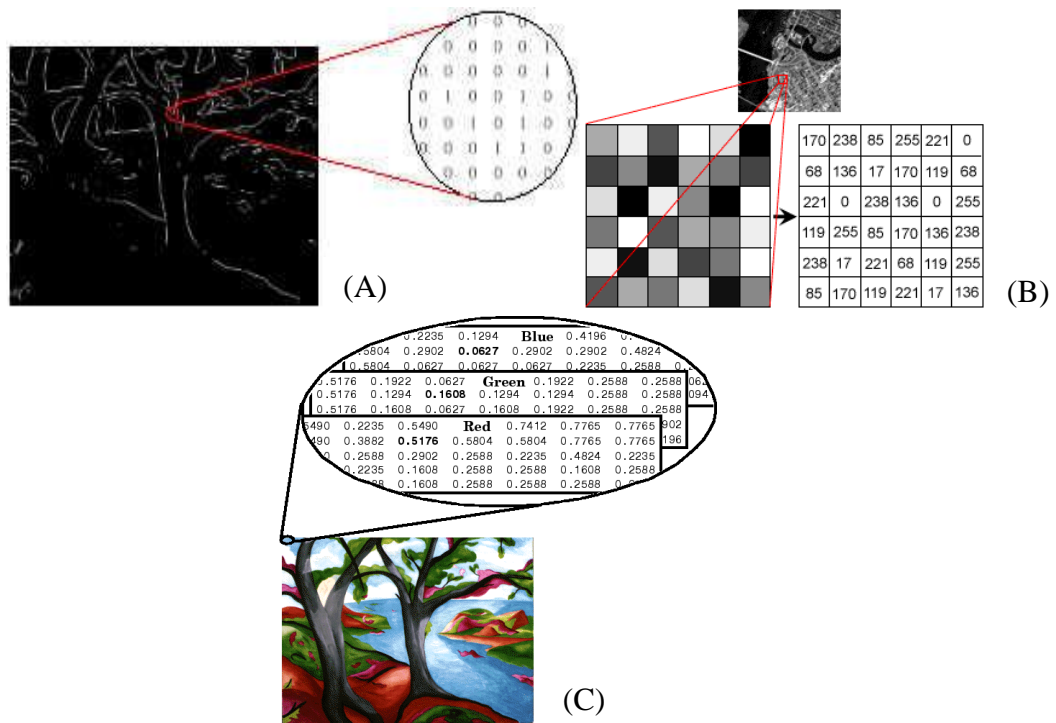 0 0 0
0 0 0 0 1
0 0 0 0 0 1
0 1 0 0 1 0 0
0 0 1 0 1 0
0 0 0 1 1 0
0 0 0 0 0
(A)
170 238 85 255 221 0
68 136 17 170 119 68
221 0 238 136 0 255
119 255 85 170 136 238
238 17 221 68 119 255
85 170 119 221 17 136
(B)
0.2235 0.1294 Blue 0.4196
0.2902 0.0627 0.2902 0.2902 0.4824
0.5804 0.0627 0.0627 0.0627 0.2235 0.2588
0.5176 0.1922 0.0627 Green 0.1922 0.2588 0.2588
0.5176 0.1294 0.1608 0.1294 0.1294 0.2588 0.2588
0.5176 0.1608 0.0627 0.1608 0.1922 0.2588 0.2588
0.2235 0.5490 Red 0.7412 0.7765 0.7765
0.3882 0.5176 0.5804 0.5804 0.7765 0.7765
0.2588 0.2902 0.2588 0.2235 0.4824 0.2235
0.2235 0.1608 0.2588 0.2588 0.1608 0.2588
0.1608 0.2588 0.2588 0.2588
(C)